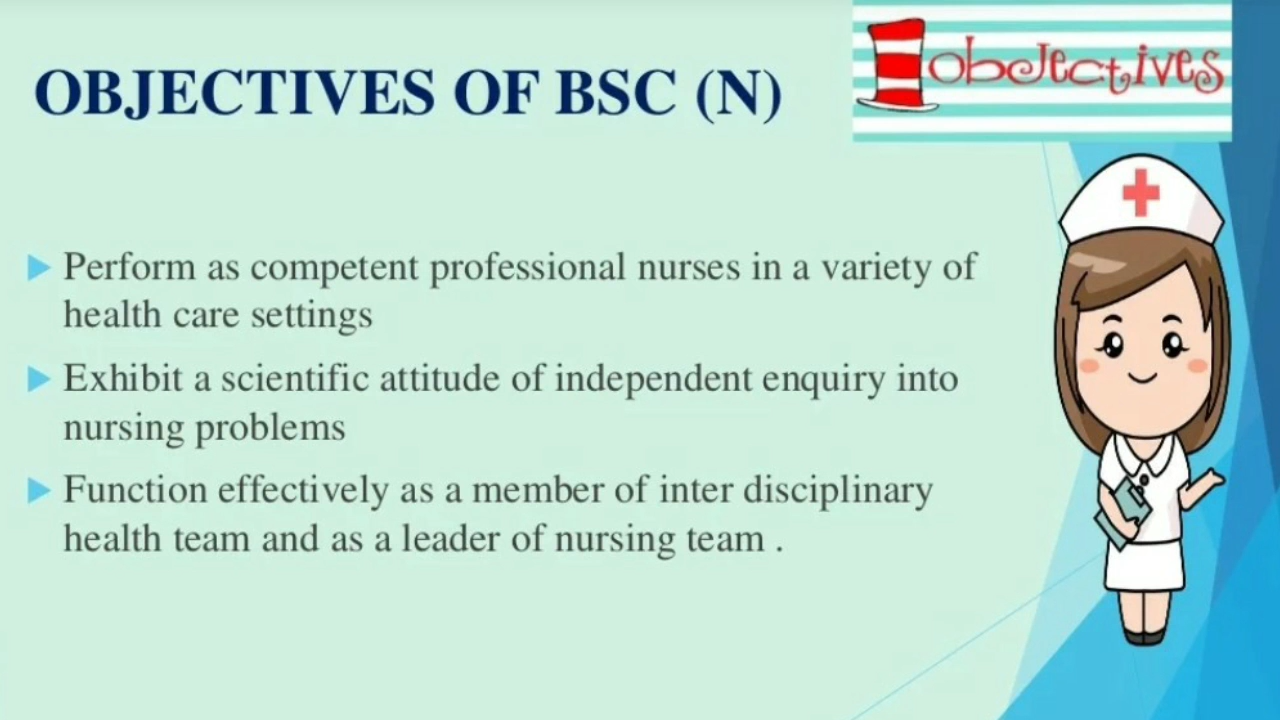 OBJECTIVES OF BSC (N)
objectives
Perform as competent professional nurses in a variety of
health care settings
Exhibit a scientific attitude of independent enquiry into
nursing problems
Function effectively as a member of inter disciplinary
health team and as a leader of nursing team .